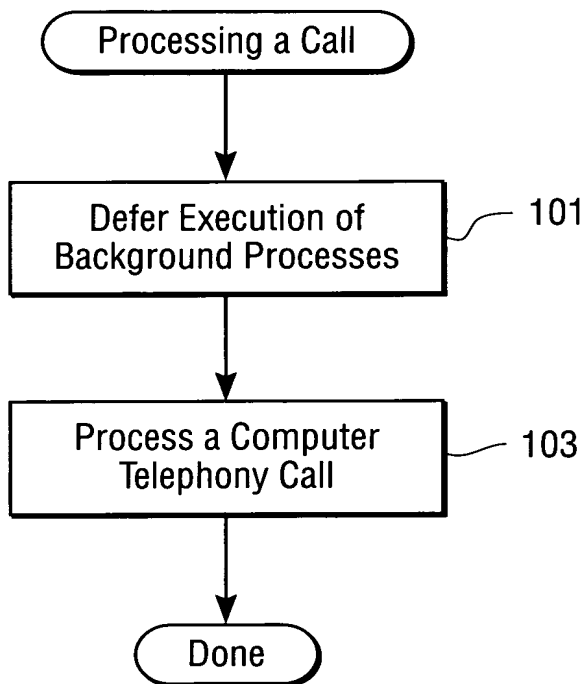 Processing a Call
Defer Execution of
Background Processes
101
Process a Computer
Telephony Call
103
Done